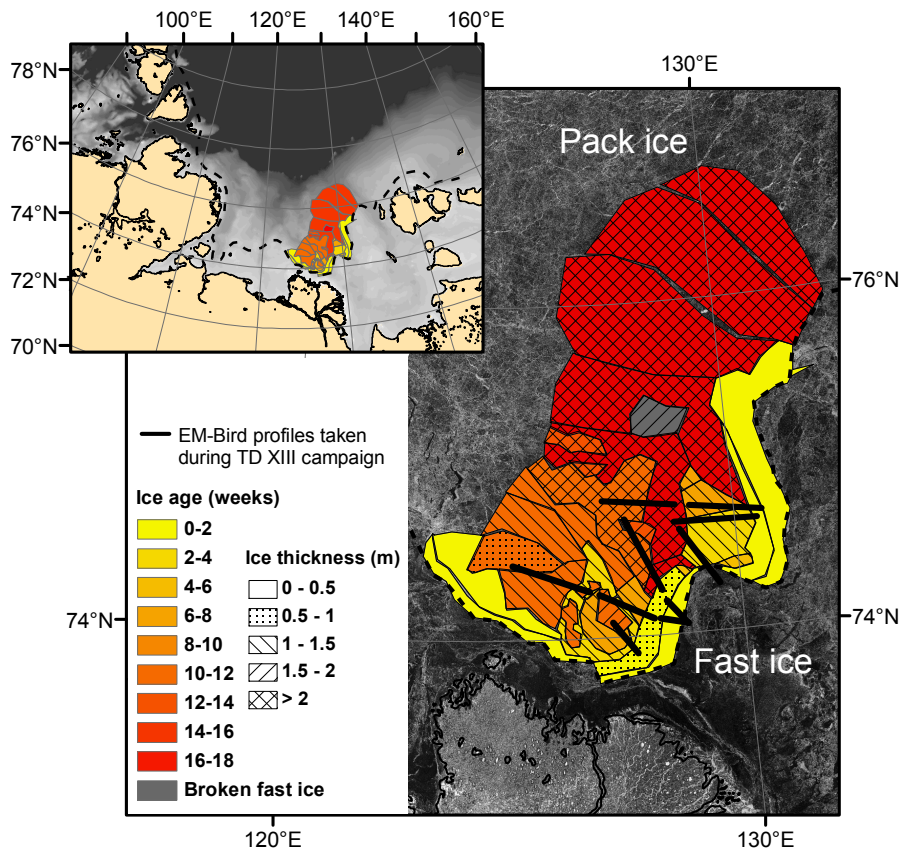 100°E
120°E
130°E
140°E
160°E
78°N
76°N
74°N
72°N
70°N
130°E
Pack ice
76°N
74°N
74°N
Fast ice
EM-Bird profiles taken
during TD XIII campaign
Ice age (weeks)
0-2
2-4
4-6
6-8
8-10
10-12
12-14
14-16
16-18
Broken fast ice
Ice thickness (m)
0 - 0.5
0.5 - 1
1 - 1.5
1.5 - 2
> 2
120°E
130°E